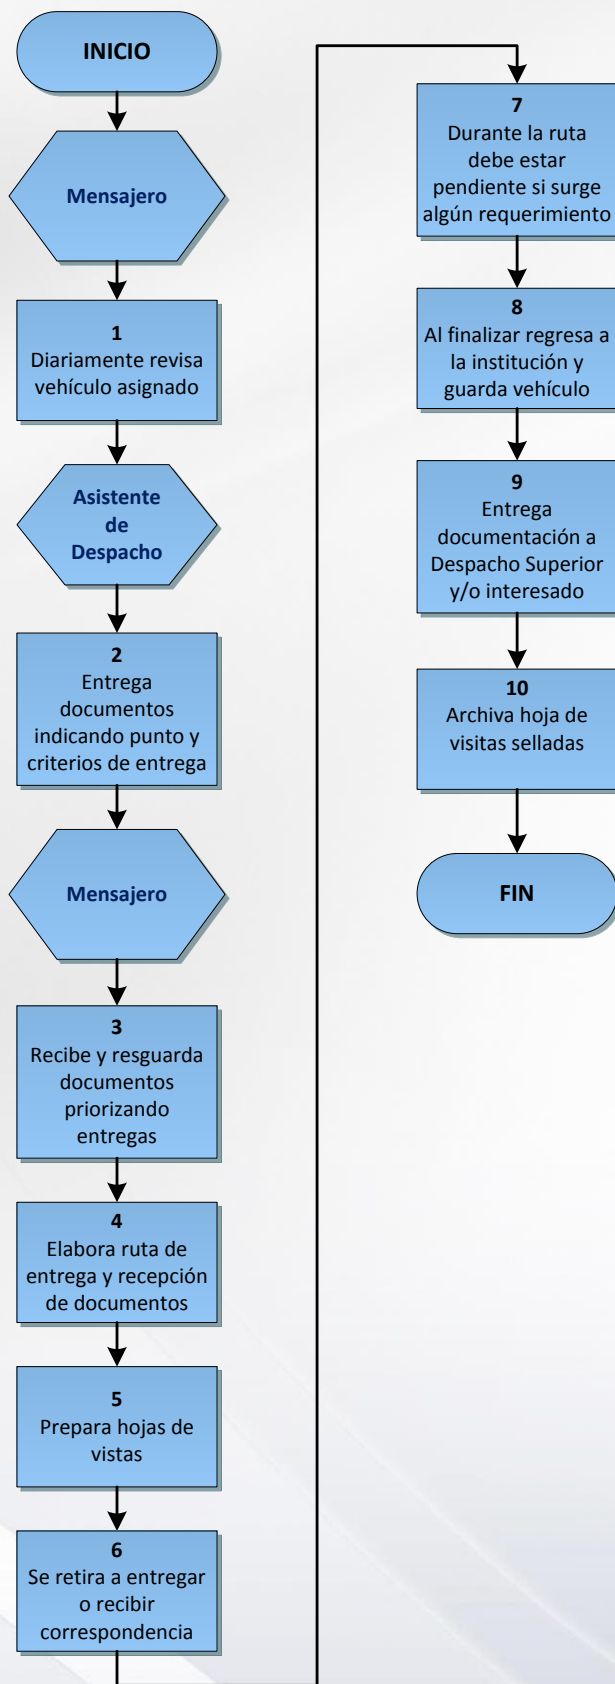 INICIO
Mensajero
1
Diariamente revisa
vehículo asignado
Asistente
de
Despacho
2
Entrega
documentos
indicando punto y
criterios de entrega
Mensajero
3
Recibe y resguarda
documentos
priorizando
entregas
4
Elabora ruta de
entrega y recepción
de documentos
5
Prepara hojas de
vistas
6
Se retira a entregar
o recibir
correspondencia
7
Durante la ruta
debe estar
pendiente si surge
algún requerimiento
8
Al finalizar regresa a
la institución y
guarda vehículo
9
Entrega
documentación a
Despacho Superior
y/o interesado
10
Archiva hoja de
visitas selladas
FIN